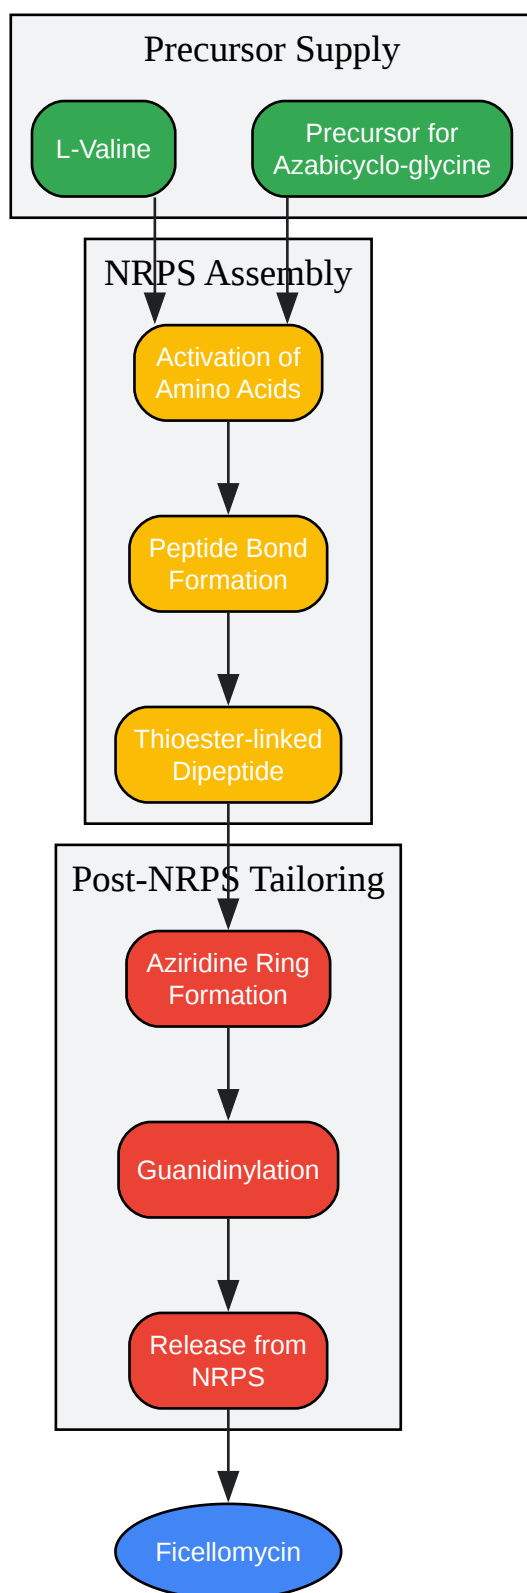 Precursor Supply
L-Valine
Precursor for
Azabicyclo-glycine
NRPS Assembly
Activation of
Amino Acids
Peptide Bond
Formation
Thioester-linked
Dipeptide
Post-NRPS Tailoring
Aziridine Ring
Formation
Guanidinylation
Release from
NRPS
Ficellomycin